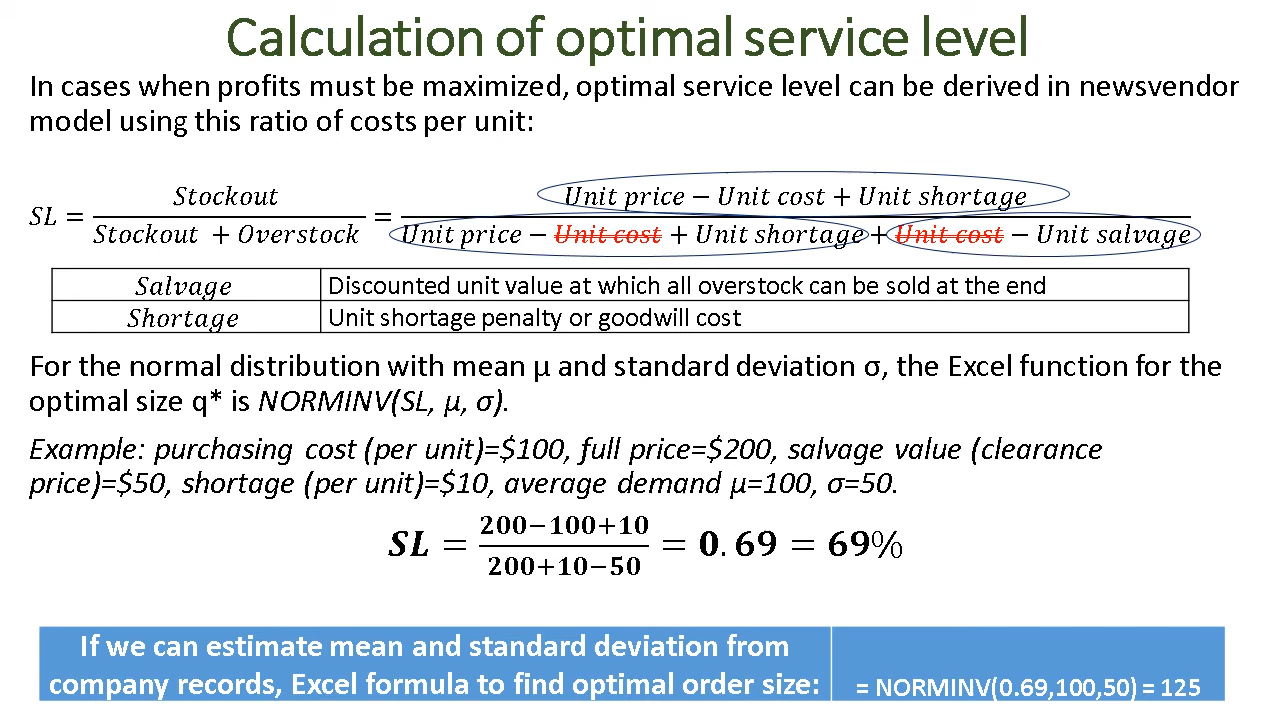 Calculation of optimal service level
In cases when profits must be maximized, optimal service level can be derived in newsvendor
model using this ratio of costs per unit:
SL = Stockout / Stockout + Overstock = Unit price − Unit cost + Unit shortage / Unit price − Unit cost + Unit shortage + Unit cost − Unit salvage
Salvage Discounted unit value at which all overstock can be sold at the end
Shortage Unit shortage penalty or goodwill cost
For the normal distribution with mean μ and standard deviation σ, the Excel function for the
optimal size q* is NORMINV(SL, μ, σ).
Example: purchasing cost (per unit)=$100, full price=$200, salvage value (clearance
price)=$50, shortage (per unit)=$10, average demand μ=100, σ=50.
SL = 200−100+10 / 200+10−50 = 0.69 = 69%
If we can estimate mean and standard deviation from
company records, Excel formula to find optimal order size:
= NORMINV(0.69,100,50) = 125